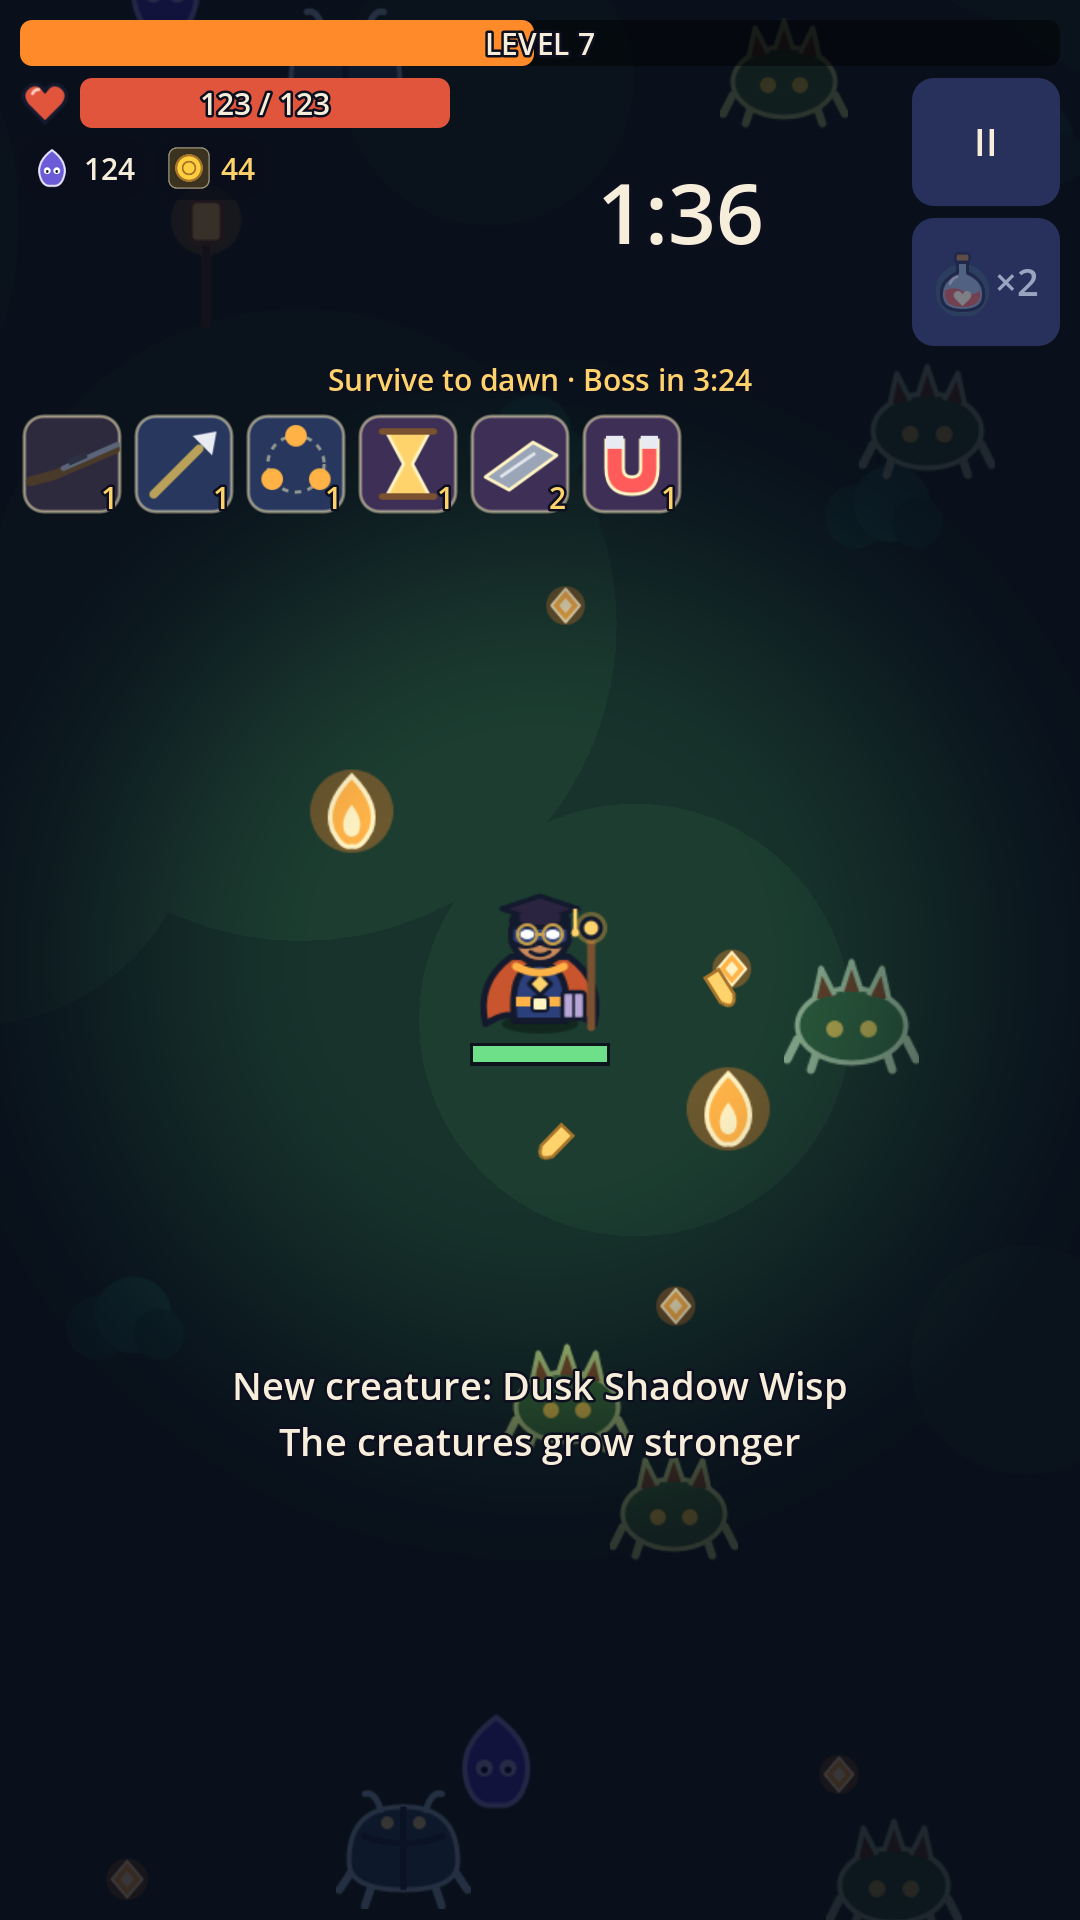 LEVEL 7
123 / 123
124 44
1:36
×2
Survive to dawn · Boss in 3:24
1 1 1 1 2 1
New creature: Dusk Shadow Wisp
The creatures grow stronger